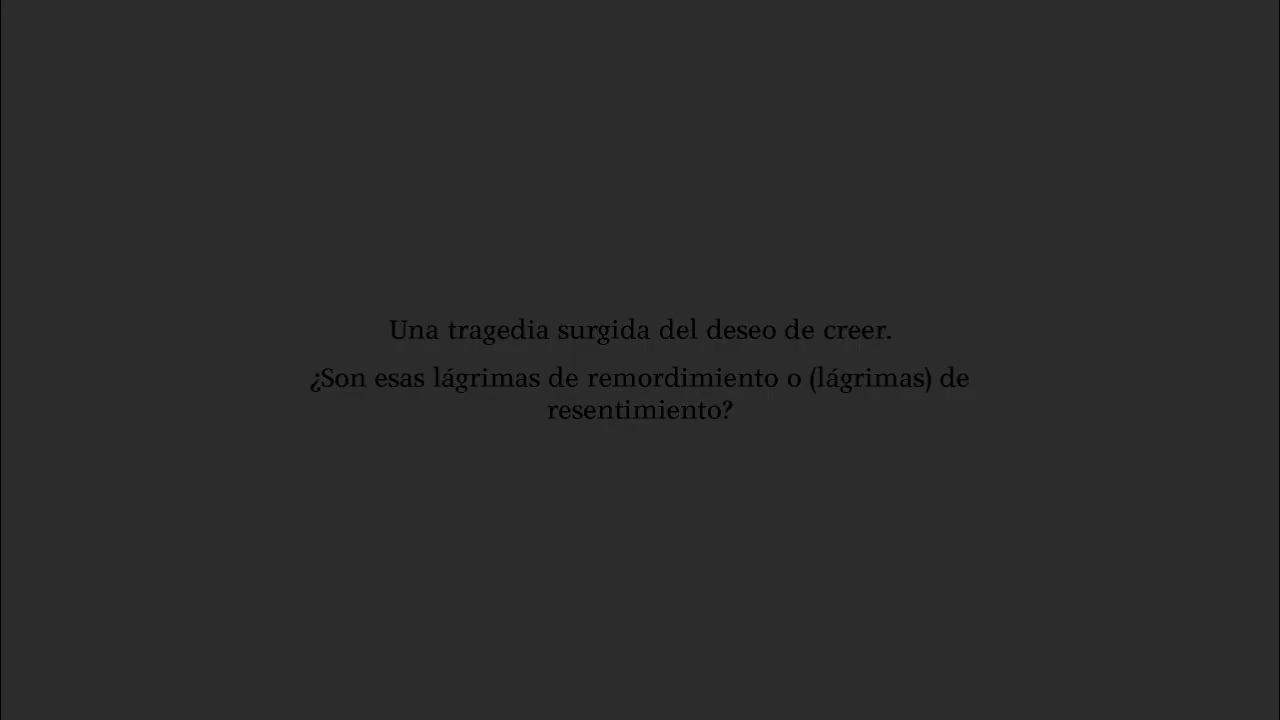 Una tragedia surgida del deseo de creer.
¿Son esas lágrimas de remordimiento o (lágrimas) de
resentimiento?